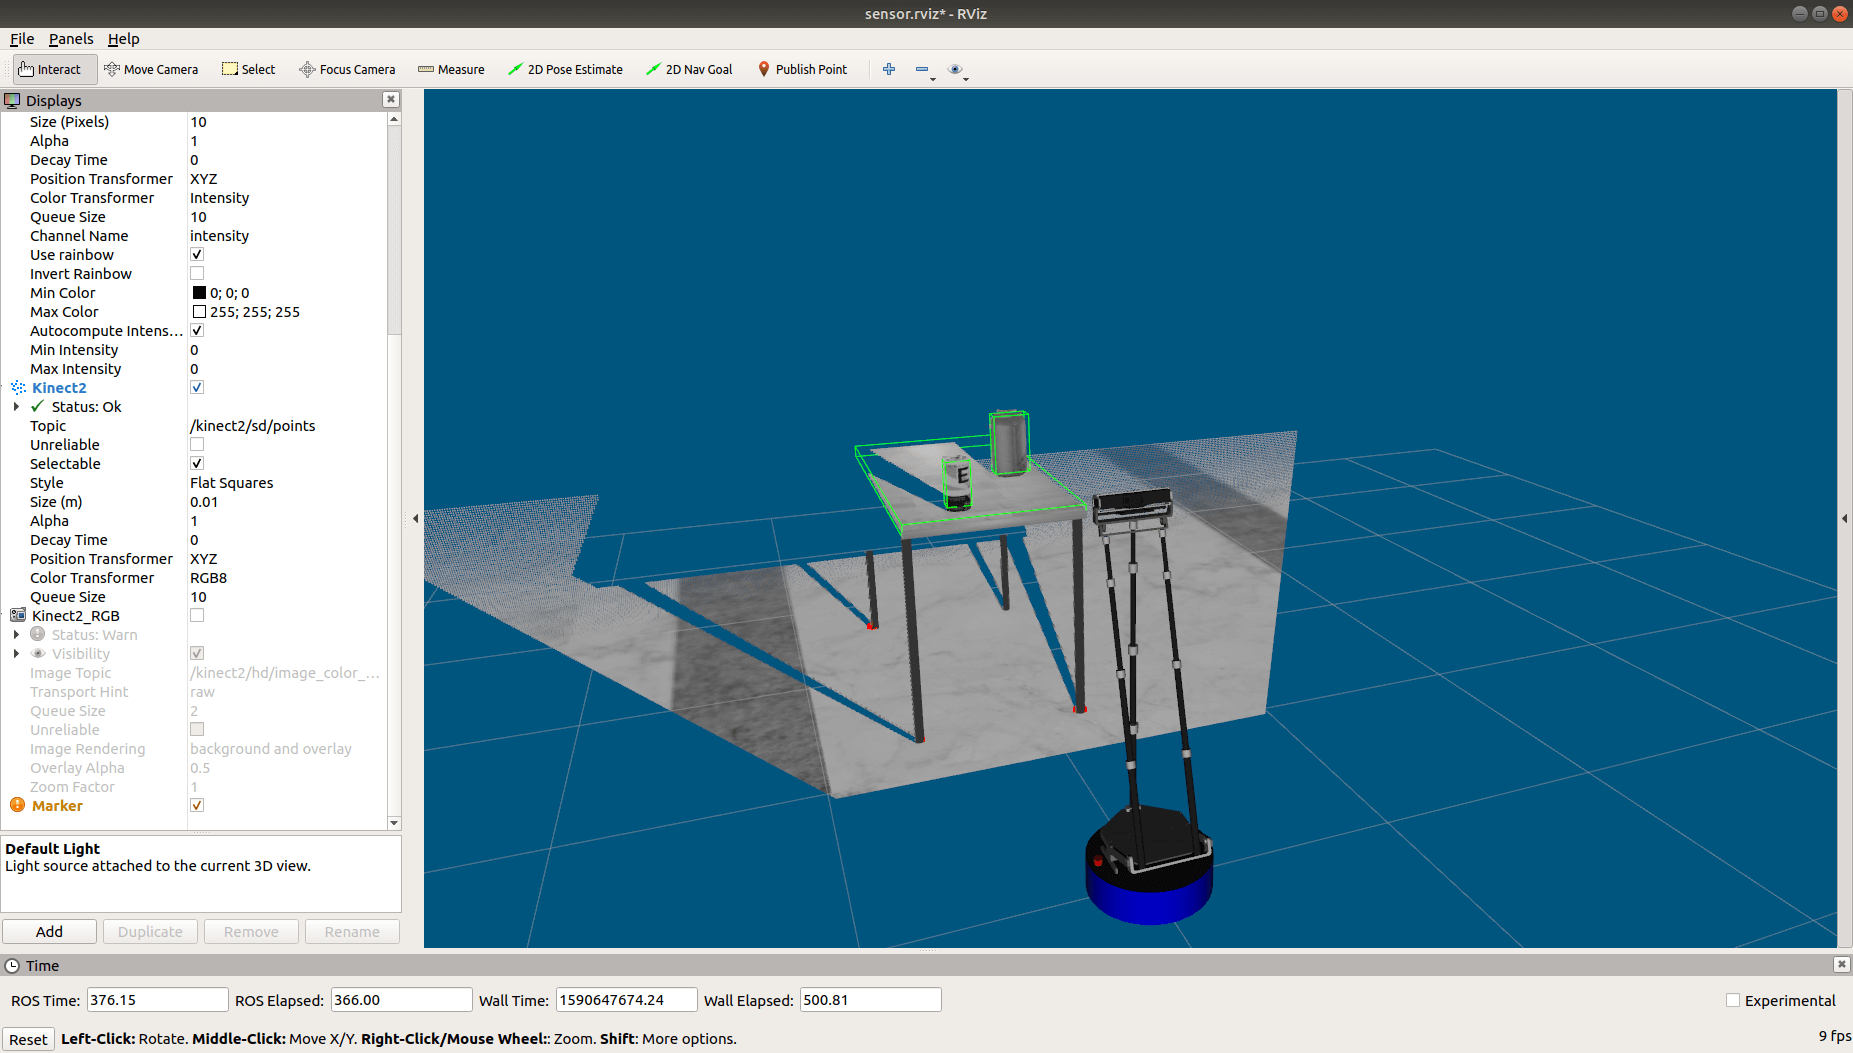 sensor.rviz* - RViz
File Panels Help
Interact Move Camera Select Focus Camera Measure 2D Pose Estimate 2D Nav Goal Publish Point
Displays
Size (Pixels) 10
Alpha 1
Decay Time 0
Position Transformer XYZ
Color Transformer Intensity
Queue Size 10
Channel Name intensity
Use rainbow
Invert Rainbow
Min Color 0; 0; 0
Max Color 255; 255; 255
Autocompute Intens...
Min Intensity 0
Max Intensity 0
Kinect2
Status: Ok
Topic /kinect2/sd/points
Unreliable
Selectable
Style Flat Squares
Size (m) 0.01
Alpha 1
Decay Time 0
Position Transformer XYZ
Color Transformer RGB8
Queue Size 10
Kinect2_RGB
Status: Warn
Visibility
Image Topic /kinect2/hd/image_color_...
Transport Hint raw
Queue Size 2
Unreliable
Image Rendering background and overlay
Overlay Alpha 0.5
Zoom Factor 1
Marker
Default Light
Light source attached to the current 3D view.
Add Duplicate Remove Rename
E
Time
ROS Time: 376.15 ROS Elapsed: 366.00 Wall Time: 1590647674.24 Wall Elapsed: 500.81 Experimental
Reset Left-Click: Rotate. Middle-Click: Move X/Y. Right-Click/Mouse Wheel:: Zoom. Shift: More options. 9 fps